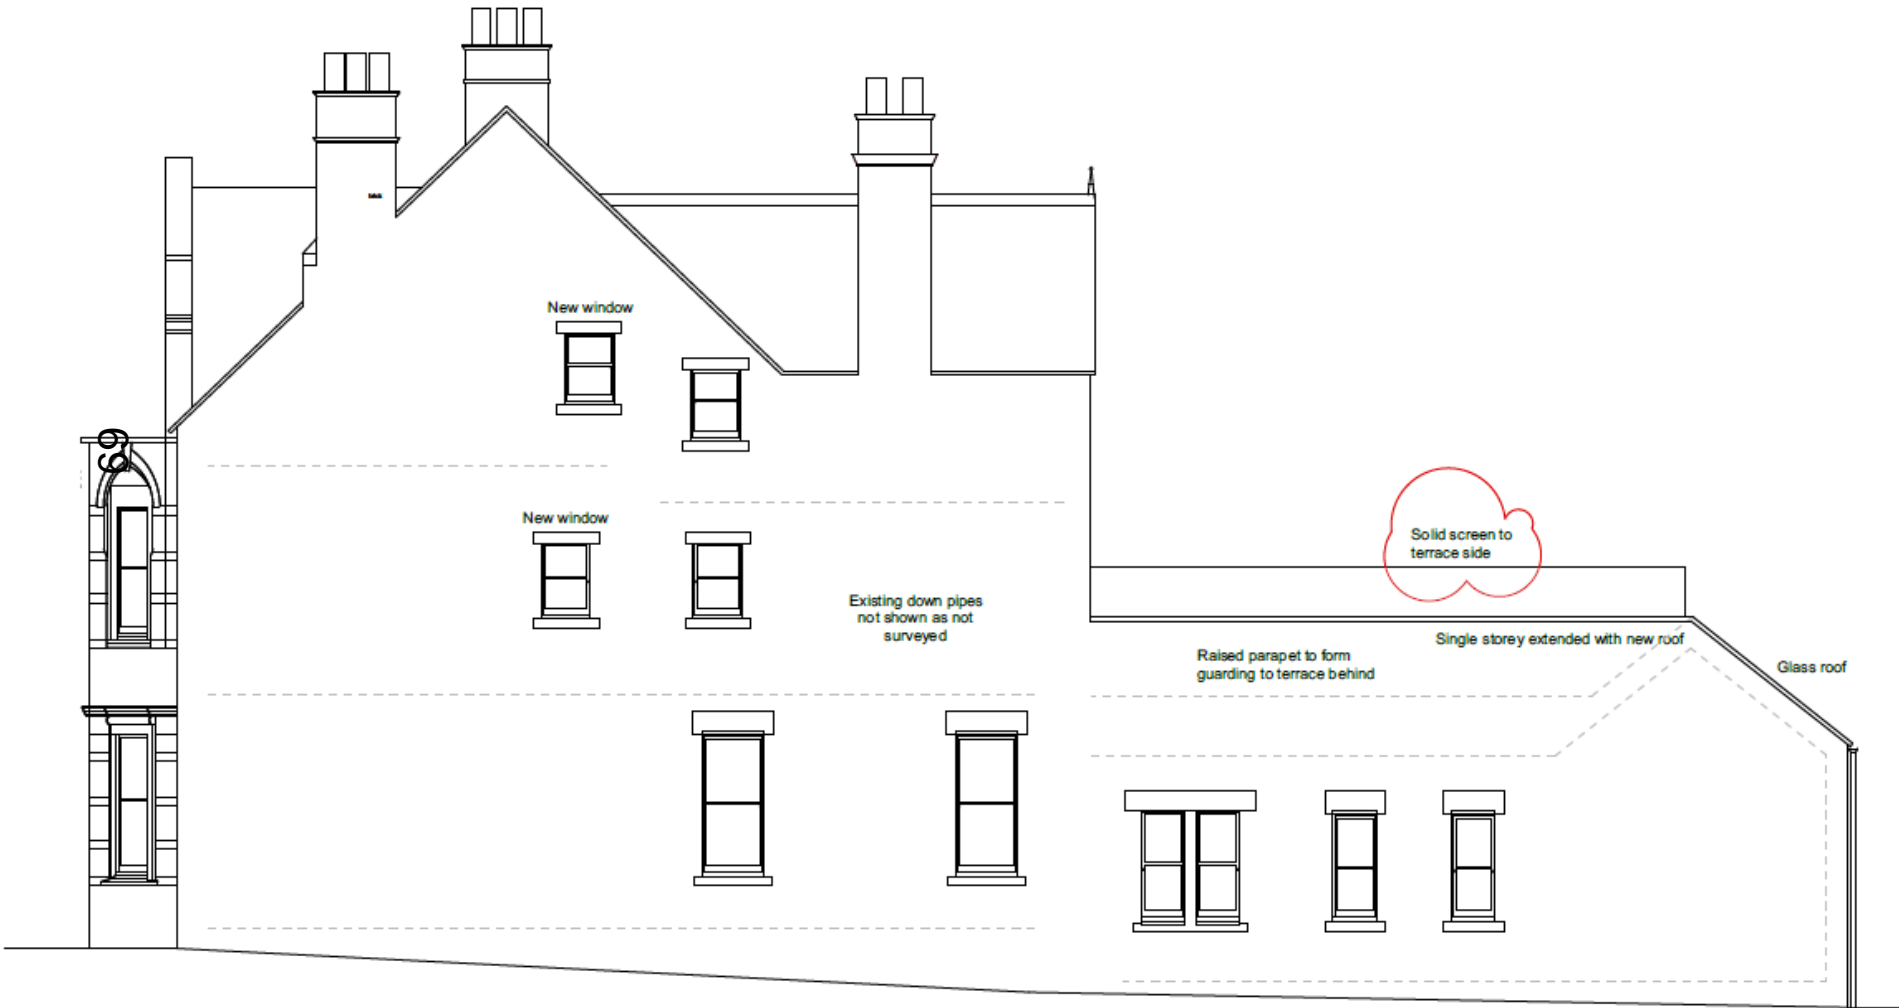 New window
69
New window
Solid screen to
terrace side
Existing down pipes
not shown as not
surveyed
Single storey extended with new roof
Raised parapet to form
guarding to terrace behind
Glass roof